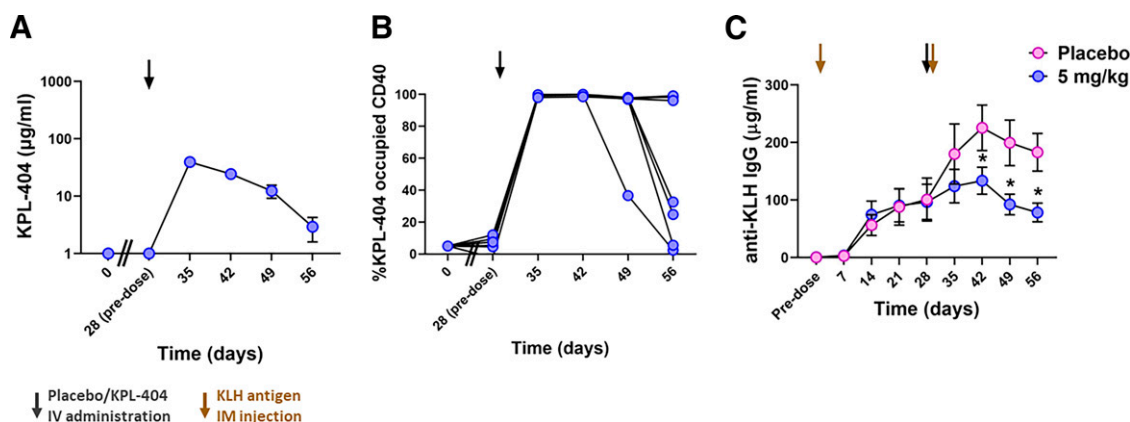 A
KPL-404 (µg/ml)
1000
100
10
1
0
28 (pre-dose)
35
42
49
56
Time (days)
B
%KPL-404 occupied CD40
100
80
60
40
20
0
0
28 (pre-dose)
35
42
49
56
Time (days)
C
Placebo
5 mg/kg
anti-KLH IgG (µg/ml)
300
200
100
0
*
*
*
Pre-dose
7
14
21
28
35
42
49
56
Time (days)
Placebo/KPL-404
IV administration
KLH antigen
IM injection